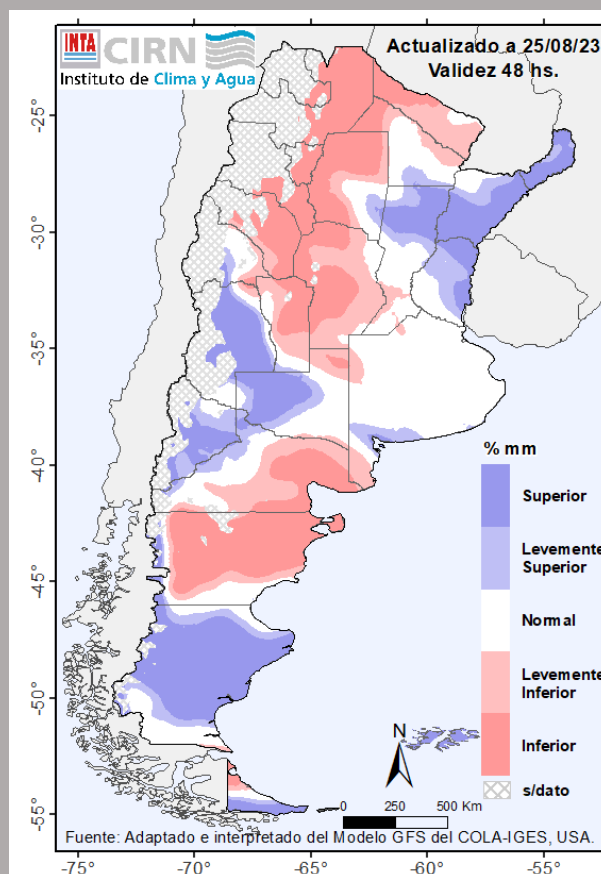 INTA CIRN
Instituto de Clima y Agua
Actualizado a 25/08/23
Validez 48 hs.
-25°
-30°
-35°
-40°
-45°
-50°
-55°
% mm
Superior
Levemente
Superior
Normal
Levemente
Inferior
Inferior
s/dato
N
0 250 500 Km
Fuente: Adaptado e interpretado del Modelo GFS del COLA-IGES, USA.
-75° -70° -65° -60° -55°